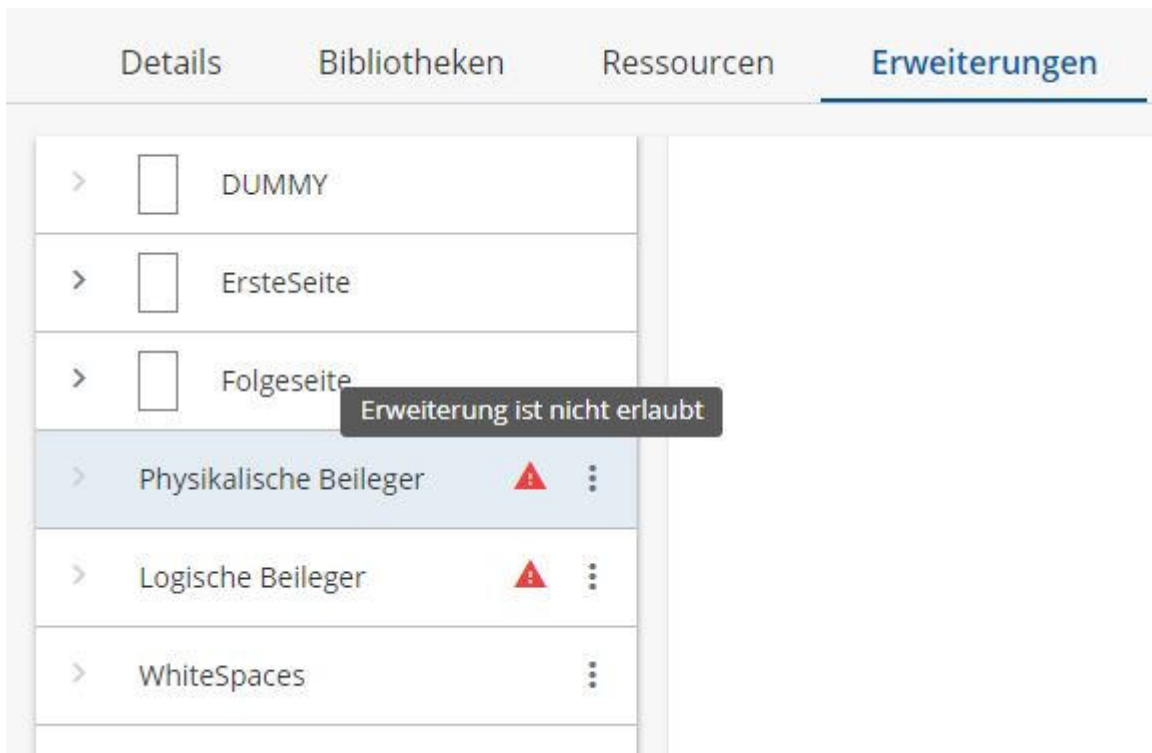 Details Bibliotheken Ressourcen Erweiterungen
DUMMY
ErsteSeite
Folgeseite
Erweiterung ist nicht erlaubt
Physikalische Beileger
Logische Beileger
WhiteSpaces